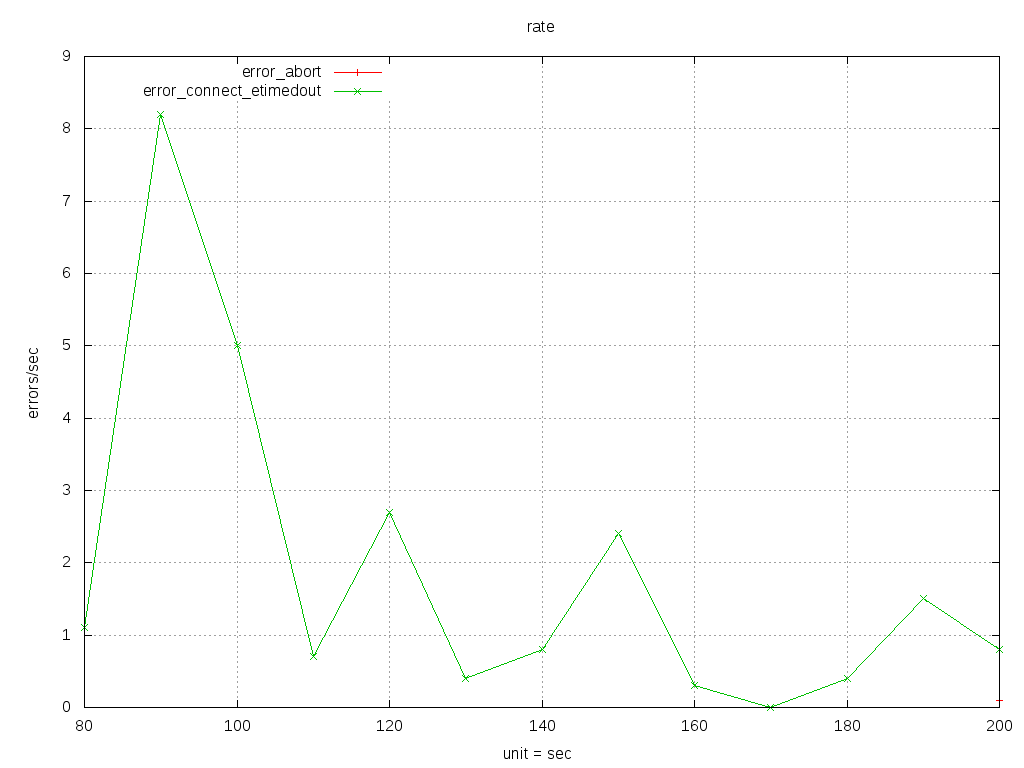 rate
error_abort
error_connect_etimedout
9
8
7
6
5
4
3
2
1
0
errors/sec
80 100 120 140 160 180 200
unit = sec